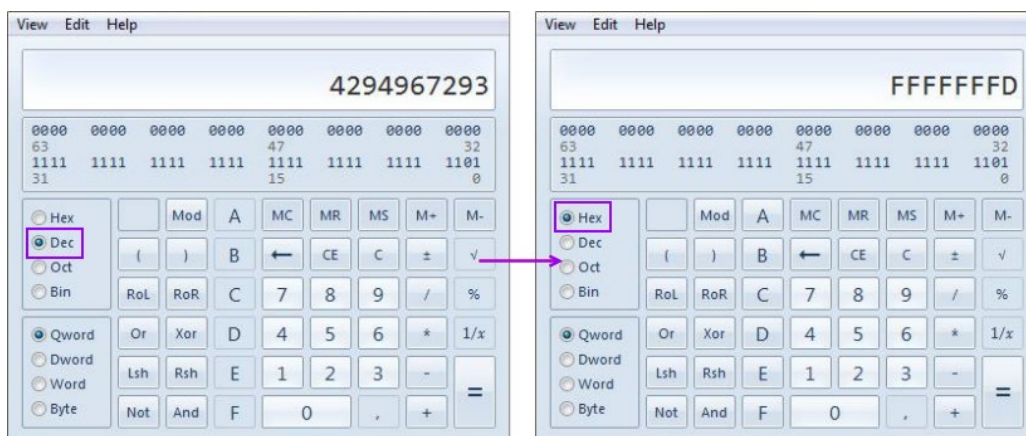 View Edit Help
4294967293
0000 0000 0000 0000 0000 0000 0000 0000
63 47 32
1111 1111 1111 1111 1111 1111 1111 1101
31 15 0
Hex Mod A MC MR MS M+ M-
Dec ( ) B ← CE C ± √
Oct
Bin RoL RoR C 7 8 9 / %
Qword Or Xor D 4 5 6 * 1/x
Dword
Word Lsh Rsh E 1 2 3 - =
Byte Not And F 0 , +
View Edit Help
FFFFFFFD
0000 0000 0000 0000 0000 0000 0000 0000
63 47 32
1111 1111 1111 1111 1111 1111 1111 1101
31 15 0
Hex Mod A MC MR MS M+ M-
Dec ( ) B ← CE C ± √
Oct
Bin RoL RoR C 7 8 9 / %
Qword Or Xor D 4 5 6 * 1/x
Dword
Word Lsh Rsh E 1 2 3 - =
Byte Not And F 0 , +